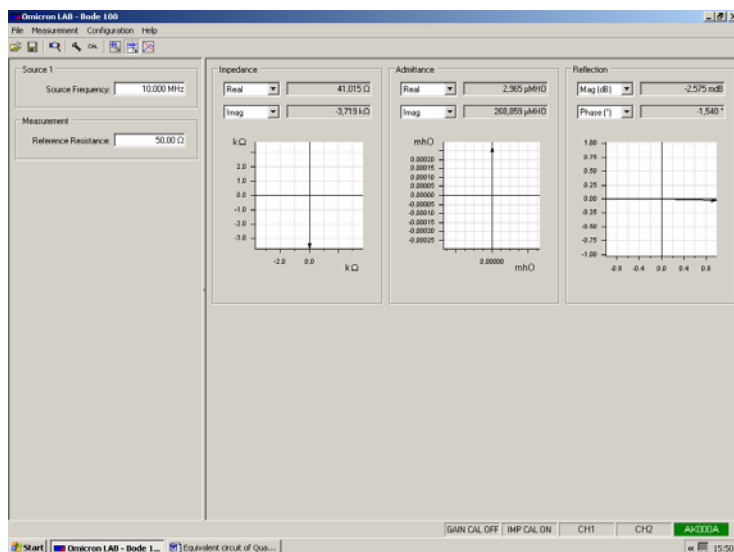 Omicron LAB - Bode 100
File Measurement Configuration Help
CAL
Source 1
Source Frequency: 10,000 MHz
Measurement
Reference Resistance: 50,00 Ω
Impedance
Real 41,015 Ω
Imag -3,719 kΩ
kΩ
2.0
1.0
0.0
-1.0
-2.0
-3.0
-2.0 0.0
kΩ
Admittance
Real 2,965 µMHO
Imag 268,859 µMHO
mhO
0.00020
0.00015
0.00010
0.00005
0.00000
-0.00005
-0.00010
-0.00015
-0.00020
-0.00025
0.00000
mhO
Reflection
Mag (dB) -2,575 mdB
Phase (°) -1,540 °
1.00
0.75
0.50
0.25
0.00
-0.25
-0.50
-0.75
-1.00
-0.8 -0.4 0.0 0.4 0.8
GAIN CAL OFF IMP CAL ON CH1 CH2 AK000A
Start Omicron LAB - Bode 1... Equivalent circuit of Qua... « 15:50